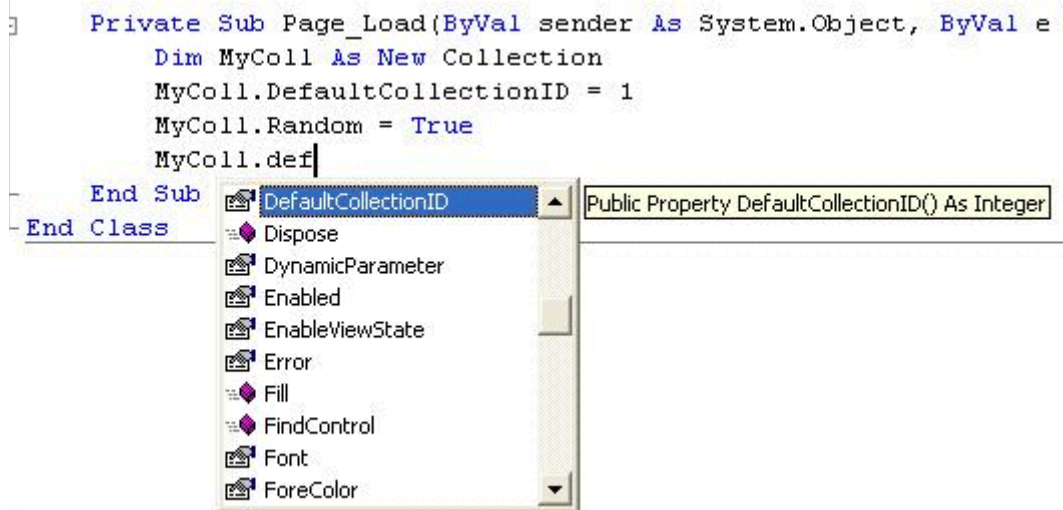 Private Sub Page_Load(ByVal sender As System.Object, ByVal e
Dim MyColl As New Collection
MyColl.DefaultCollectionID = 1
MyColl.Random = True
MyColl.def
End Sub
End Class
DefaultCollectionID
Public Property DefaultCollectionID() As Integer
Dispose
DynamicParameter
Enabled
EnableViewState
Error
Fill
FindControl
Font
ForeColor